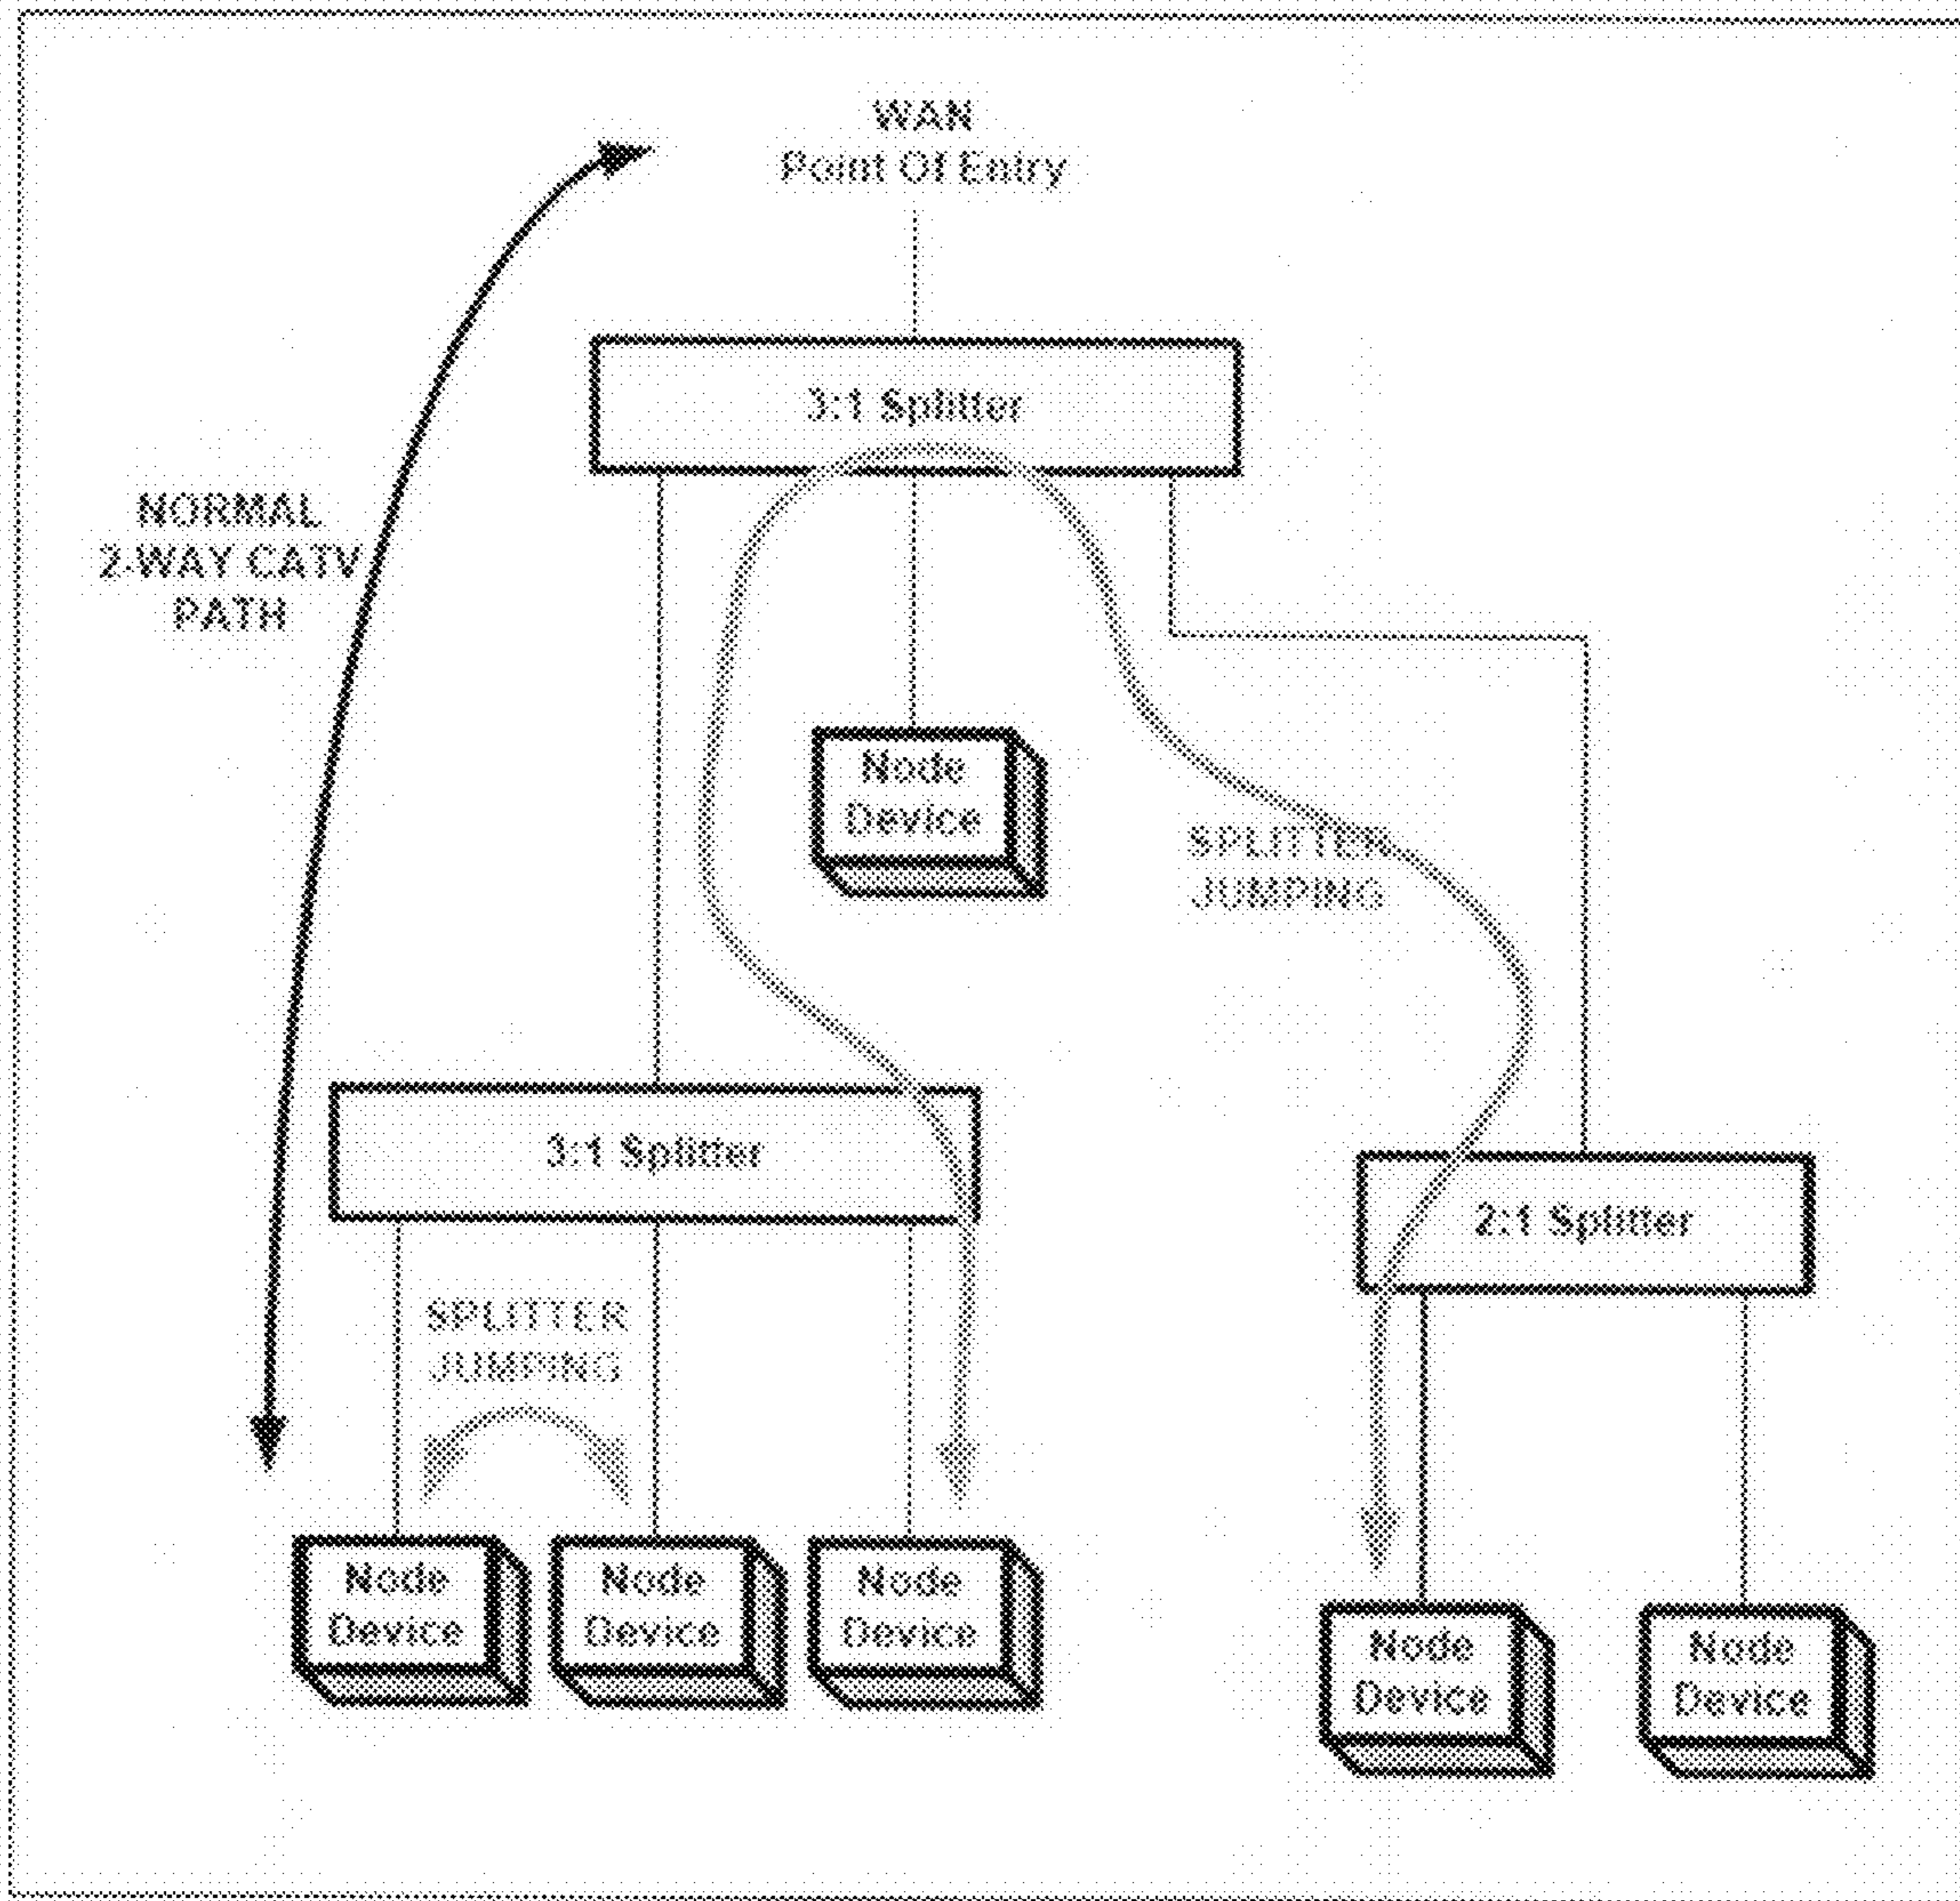 WAN
Point Of Entry
3:1 Splitter
NORMAL
2-WAY CATV
PATH
Node
Device
SPLITTER
JUMPING
3:1 Splitter
2:1 Splitter
SPLITTER
JUMPING
Node
Device
Node
Device
Node
Device
Node
Device
Node
Device